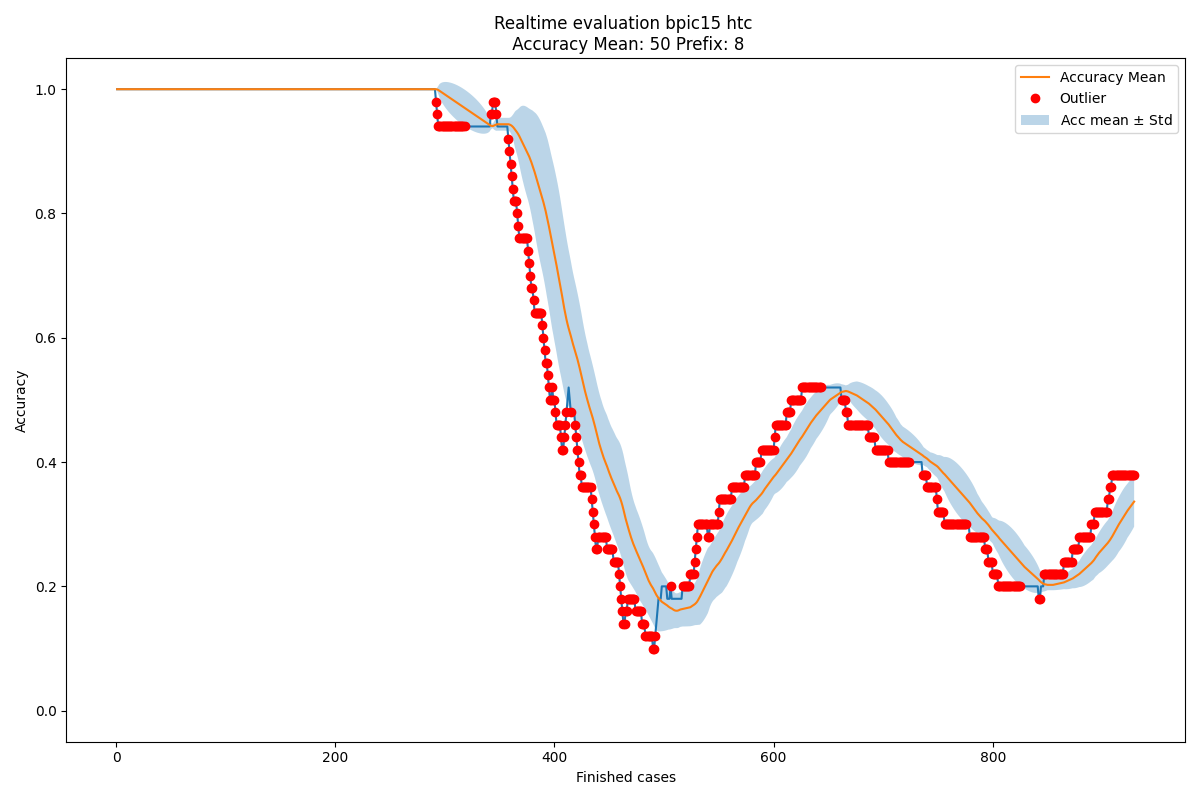 Realtime evaluation bpic15 htc
Accuracy Mean: 50 Prefix: 8
Accuracy Mean
Outlier
Acc mean ± Std
1.0
0.8
0.6
0.4
0.2
0.0
Accuracy
0 200 400 600 800
Finished cases